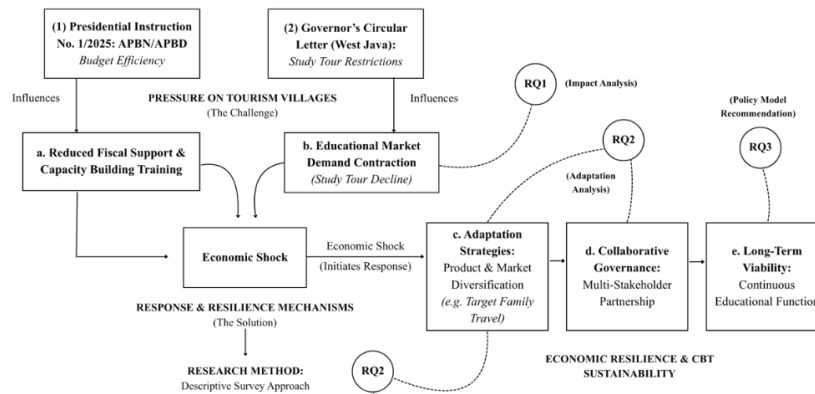 (1) Presidential Instruction
No. 1/2025: APBN/APBD
Budget Efficiency
(2) Governor's Circular
Letter (West Java):
Study Tour Restrictions
Influences
PRESSURE ON TOURISM VILLAGES
(The Challenge)
Influences
RQ1
(Impact Analysis)
(Policy Model
Recommendation)
a. Reduced Fiscal Support &
Capacity Building Training
b. Educational Market
Demand Contraction
(Study Tour Decline)
RQ2
(Adaptation
Analysis)
RQ3
Economic Shock
Economic Shock
(Initiates Response)
c. Adaptation
Strategies:
Product & Market
Diversification
(e.g. Target Family
Travel)
d. Collaborative
Governance:
Multi-Stakeholder
Partnership
e. Long-Term
Viability:
Continuous
Educational Function
RESPONSE & RESILIENCE MECHANISMS
(The Solution)
RESEARCH METHOD:
Descriptive Survey Approach
RQ2
ECONOMIC RESILIENCE & CBT
SUSTAINABILITY